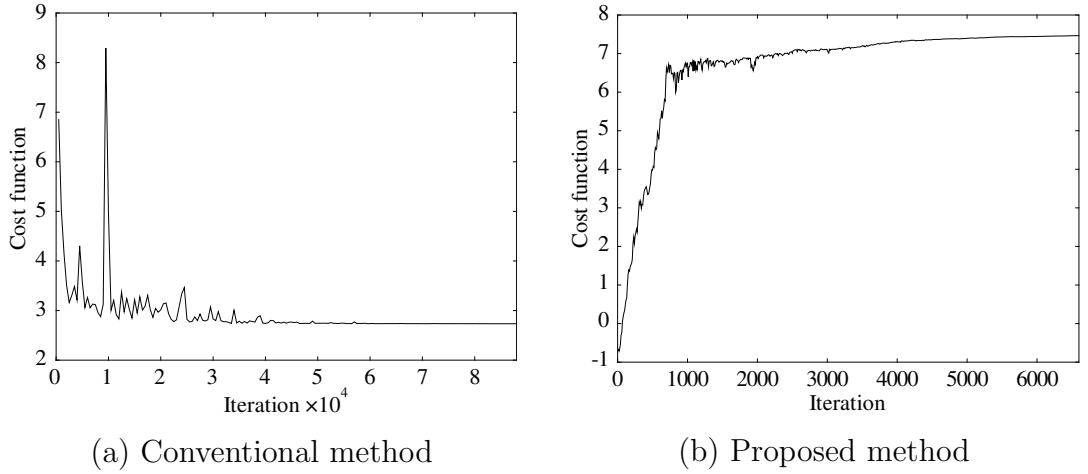 9
8
7
6
5
4
3
2
Cost function
0 1 2 3 4 5 6 7 8
Iteration ×10^4
(a) Conventional method
8
7
6
5
4
3
2
1
0
-1
Cost function
0 1000 2000 3000 4000 5000 6000
Iteration
(b) Proposed method